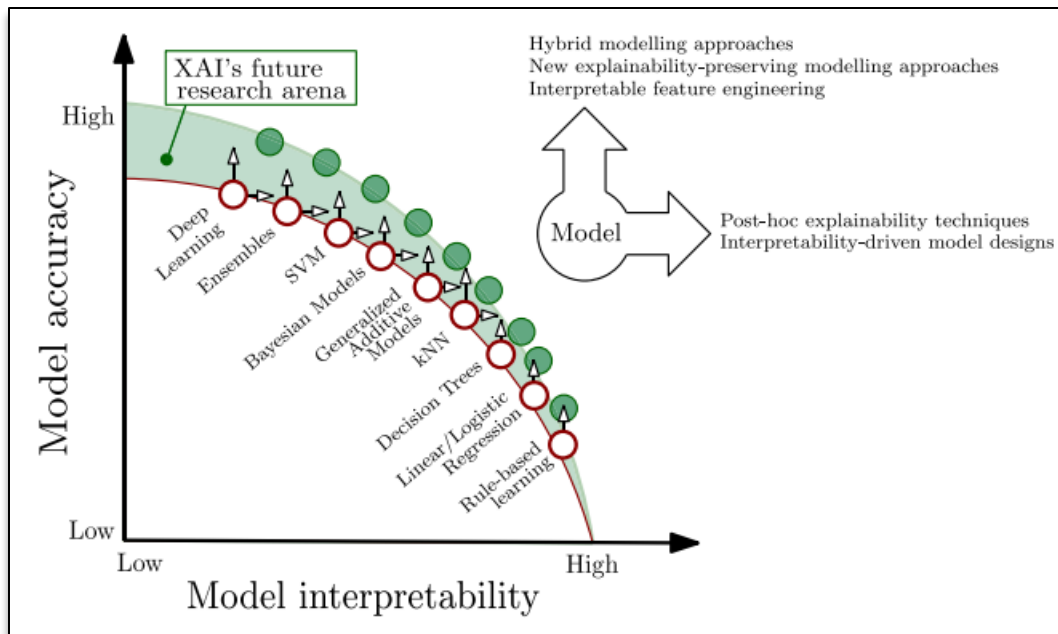 XAI's future
research arena
Hybrid modelling approaches
New explainability-preserving modelling approaches
Interpretable feature engineering
Model
Post-hoc explainability techniques
Interpretability-driven model designs
High
Model accuracy
Low
Deep
Learning
Ensembles
SVM
Bayesian Models
Generalized
Additive
Models
kNN
Decision Trees
Linear/Logistic
Regression
Rule-based
learning
Low
High
Model interpretability